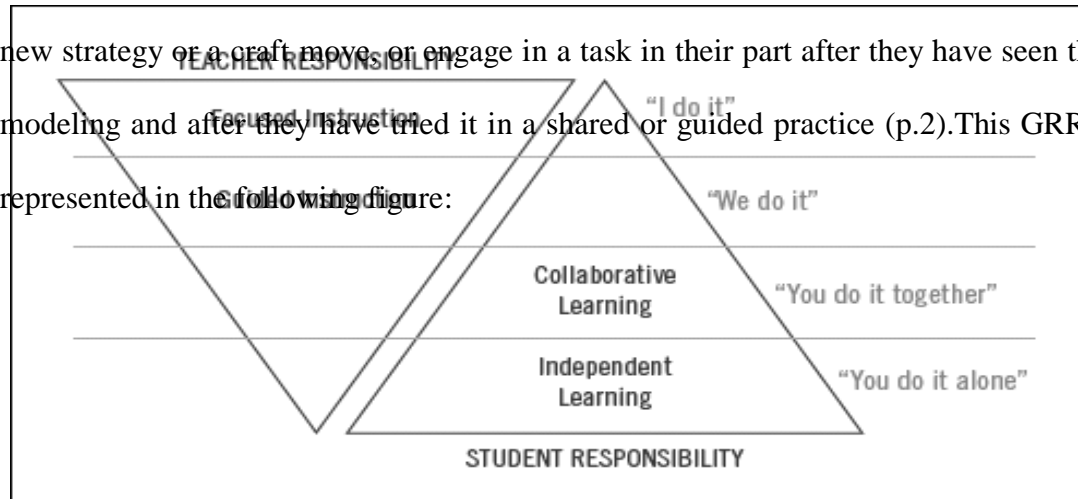 new strategy or a craft move, or engage in a task in their part after they have seen
TEACHER RESPONSIBILITY
Focused Instruction
"I do it"
modeling and after they have tried it in a shared or guided practice (p.2).This GRR
represented in the following figure:
Guided Instruction
"We do it"
Collaborative
Learning
"You do it together"
Independent
Learning
"You do it alone"
STUDENT RESPONSIBILITY